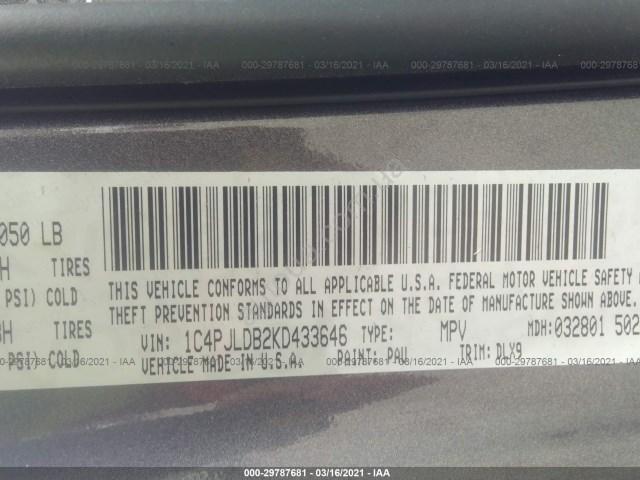 000-29787681 - 03/16/2021 - IAA
050 LB
H TIRES
PSI) COLD
THIS VEHICLE CONFORMS TO ALL APPLICABLE U.S.A. FEDERAL MOTOR VEHICLE SAFETY
THEFT PREVENTION STANDARDS IN EFFECT ON THE DATE OF MANUFACTURE SHOWN ABOVE.
8H TIRES
VIN: 1C4PJLDB2KD433646 TYPE: MPV MDH: 032801 502
PSI) COLD
VEHICLE MADE IN U.S.A. PAINT: PAU TRIM: DLX9
000-29787681 - 03/16/2021 - IAA